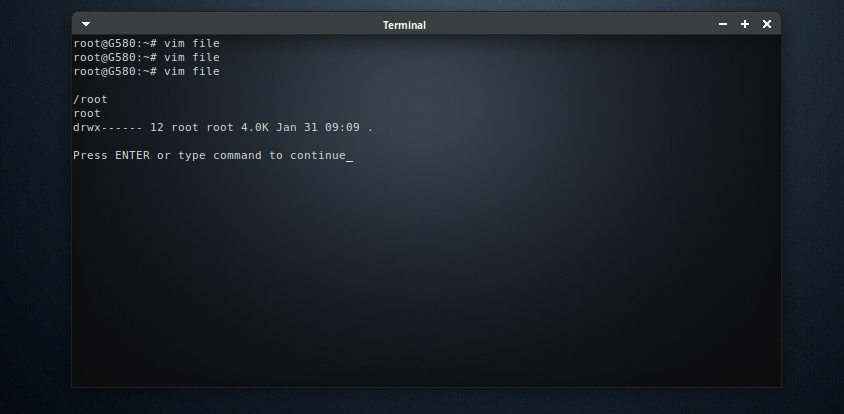 Terminal
root@G580:~# vim file
root@G580:~# vim file
root@G580:~# vim file
/root
root
drwx------ 12 root root 4.0K Jan 31 09:09 .
Press ENTER or type command to continue_